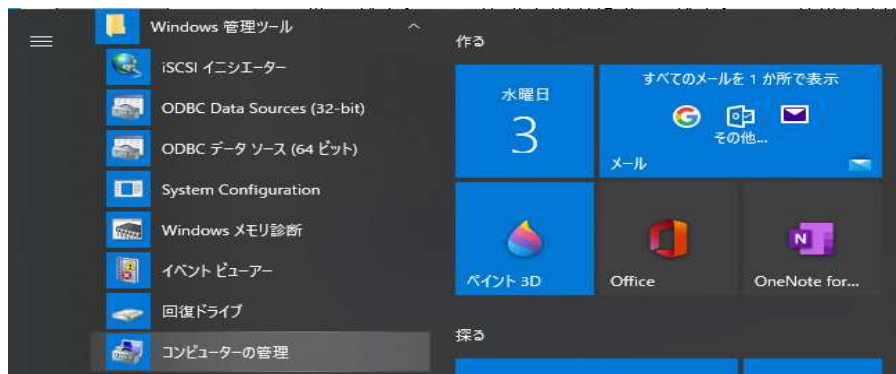 Windows 管理ツール
iSCSI イニシエーター
ODBC Data Sources (32-bit)
ODBC データ ソース (64 ビット)
System Configuration
Windows メモリ診断
イベント ビューアー
回復ドライブ
コンピューターの管理
作る
水曜日
3
すべてのメールを 1 か所で表示
その他...
メール
ペイント 3D
Office
N
OneNote for...
探る